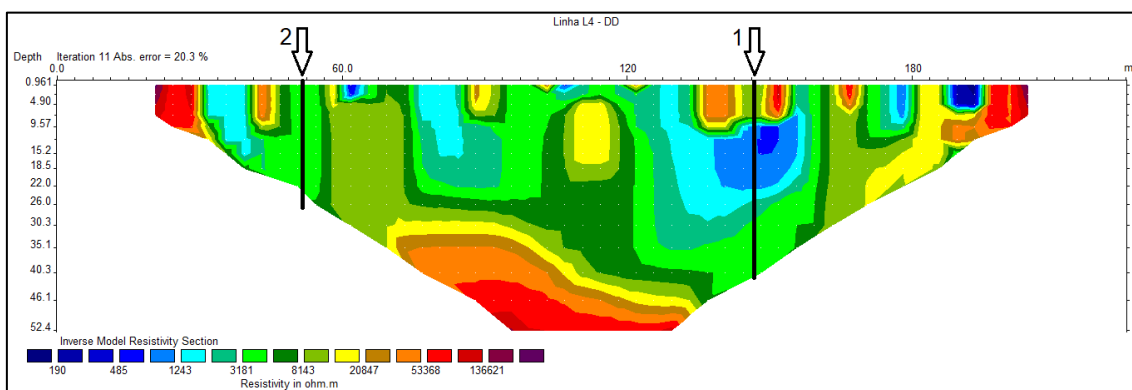 Linha L4 - DD
2
1
Depth Iteration 11 Abs. error = 20.3 %
0.0 60.0 120 180 m.
0.961
4.90
9.57
15.2
18.5
22.0
26.0
30.3
35.1
40.3
46.1
52.4
Inverse Model Resistivity Section
190 485 1243 3181 8143 20847 53368 136621
Resistivity in ohm.m